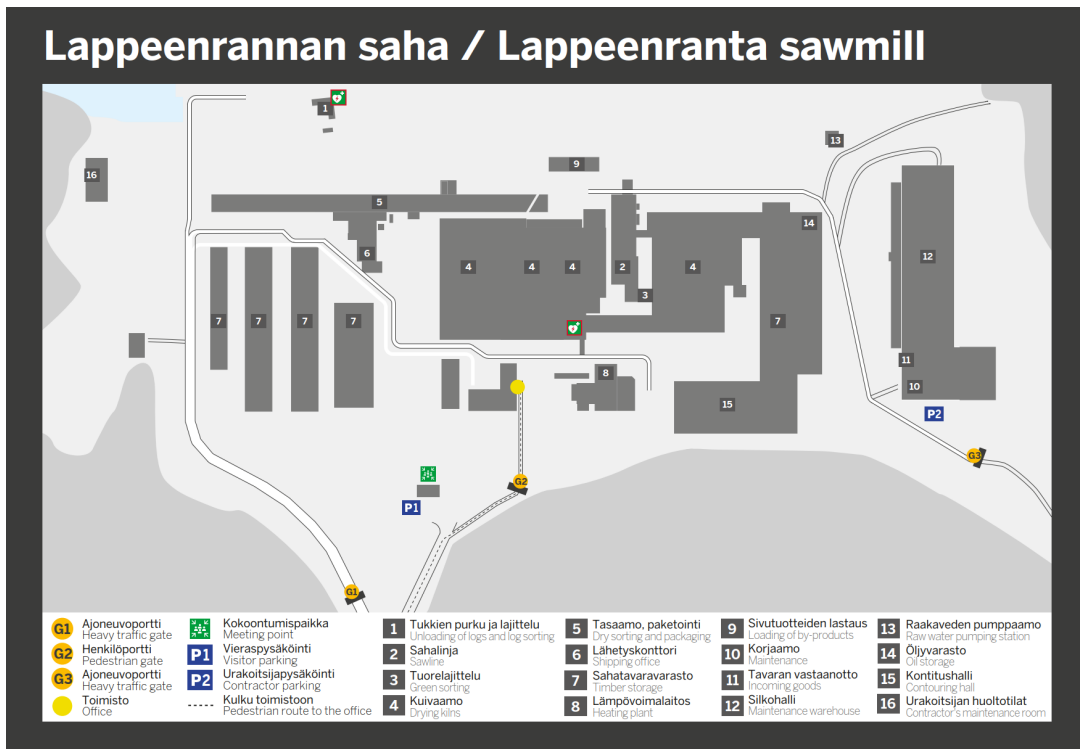 Lappeenrannan saha / Lappeenranta sawmill
1
13
9
16
5
14
6
4
4
4
2
4
12
3
7
7
7
7
7
8
11
10
15
P2
G3
G2
P1
G1
G1 Ajoneuvoportti
Heavy traffic gate
G2 Henkilöportti
Pedestrian gate
G3 Ajoneuvoportti
Heavy traffic gate
Toimisto
Office
Kokoontumispaikka
Meeting point
P1 Vieraspysäköinti
Visitor parking
P2 Urakoitsijapysäköinti
Contractor parking
Kulku toimistoon
Pedestrian route to the office
1 Tukkien purku ja lajittelu
Unloading of logs and log sorting
2 Sahalinja
Sawline
3 Tuorelajittelu
Green sorting
4 Kuivaamo
Drying kilns
5 Tasaamo, paketointi
Dry sorting and packaging
6 Lähetyskonttori
Shipping office
7 Sahatavaravarasto
Timber storage
8 Lämpövoimalaitos
Heating plant
9 Sivutuotteiden lastaus
Loading of by-products
10 Korjaamo
Maintenance
11 Tavaran vastaanotto
Incoming goods
12 Silkohalli
Maintenance warehouse
13 Raakaveden pumppaamo
Raw water pumping station
14 Öljyvarasto
Oil storage
15 Kontitushalli
Contouring hall
16 Urakoitsijan huoltotilat
Contractor's maintenance room